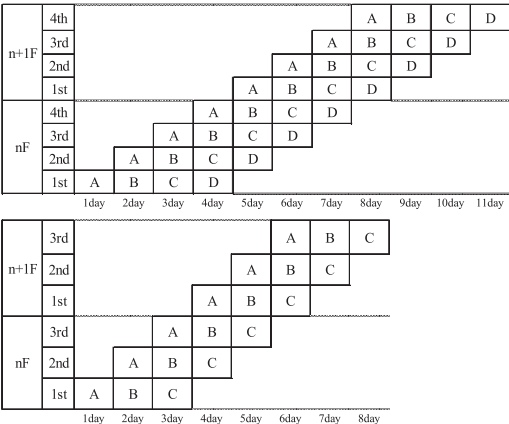 4th A B C D
n+1F 3rd A B C D
2nd A B C D
1st A B C D
4th A B C D
nF 3rd A B C D
2nd A B C D
1st A B C D
1day 2day 3day 4day 5day 6day 7day 8day 9day 10day 11day
3rd A B C
n+1F 2nd A B C
1st A B C
3rd A B C
nF 2nd A B C
1st A B C
1day 2day 3day 4day 5day 6day 7day 8day